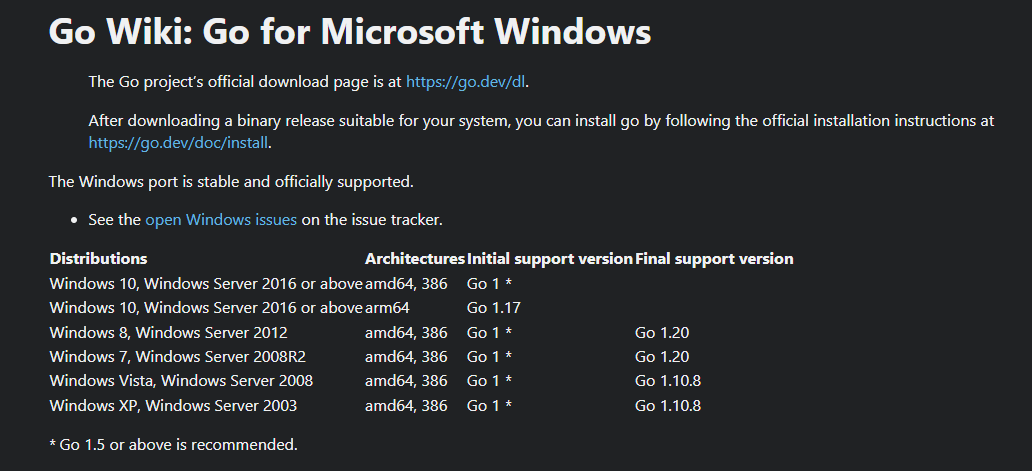 Go Wiki: Go for Microsoft Windows
The Go project’s official download page is at https://go.dev/dl.
After downloading a binary release suitable for your system, you can install go by following the official installation instructions at
https://go.dev/doc/install.
The Windows port is stable and officially supported.
• See the open Windows issues on the issue tracker.
Distributions Architectures Initial support version Final support version
Windows 10, Windows Server 2016 or above amd64, 386 Go 1 *
Windows 10, Windows Server 2016 or above arm64 Go 1.17
Windows 8, Windows Server 2012 amd64, 386 Go 1 * Go 1.20
Windows 7, Windows Server 2008R2 amd64, 386 Go 1 * Go 1.20
Windows Vista, Windows Server 2008 amd64, 386 Go 1 * Go 1.10.8
Windows XP, Windows Server 2003 amd64, 386 Go 1 * Go 1.10.8
* Go 1.5 or above is recommended.